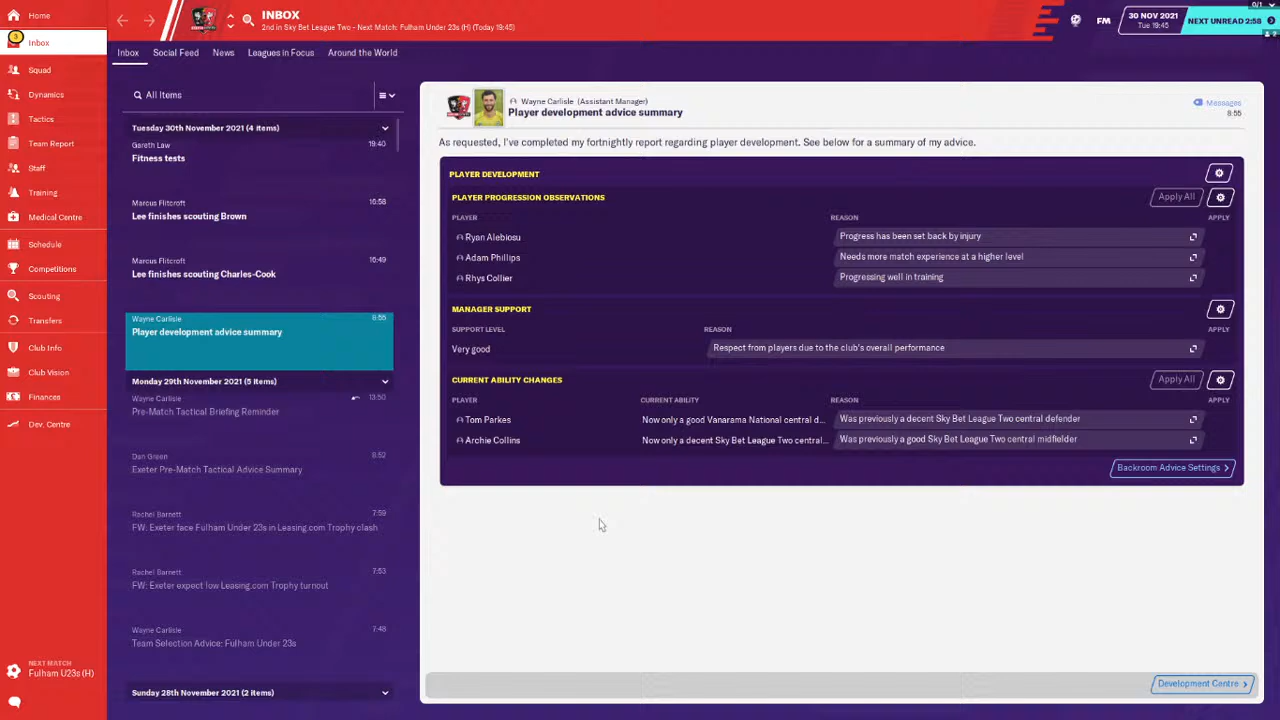 Home
3
Inbox
Squad
Dynamics
Tactics
Team Report
Staff
Training
Medical Centre
Schedule
Competitions
Scouting
Transfers
Club Info
Club Vision
Finances
Dev. Centre
NEXT MATCH
Fulham U23s (H)
INBOX
2nd in Sky Bet League Two - Next Match: Fulham Under 23s (H) (Today 19:45)
FM
30 NOV 2021
Tue 19:45
NEXT UNREAD 2:58
0/1
2
Inbox Social Feed News Leagues in Focus Around the World
All Items
Tuesday 30th November 2021 (4 items)
Gareth Law 19:40
Fitness tests
Marcus Flitcroft 16:58
Lee finishes scouting Brown
Marcus Flitcroft 16:49
Lee finishes scouting Charles-Cook
Wayne Carlisle 8:55
Player development advice summary
Monday 29th November 2021 (5 items)
Wayne Carlisle 13:50
Pre-Match Tactical Briefing Reminder
Dan Green 8:52
Exeter Pre-Match Tactical Advice Summary
Rachel Barnett 7:59
FW: Exeter face Fulham Under 23s in Leasing.com Trophy clash
Rachel Barnett 7:53
FW: Exeter expect low Leasing.com Trophy turnout
Wayne Carlisle 7:48
Team Selection Advice: Fulham Under 23s
Sunday 28th November 2021 (2 items)
Wayne Carlisle (Assistant Manager)
Player development advice summary
Messages
8:55
As requested, I've completed my fortnightly report regarding player development. See below for a summary of my advice.
PLAYER DEVELOPMENT
PLAYER PROGRESSION OBSERVATIONS Apply All
PLAYER REASON APPLY
Ryan Alebiosu Progress has been set back by injury
Adam Phillips Needs more match experience at a higher level
Rhys Collier Progressing well in training
MANAGER SUPPORT
SUPPORT LEVEL REASON APPLY
Very good Respect from players due to the club's overall performance
CURRENT ABILITY CHANGES Apply All
PLAYER CURRENT ABILITY REASON APPLY
Tom Parkes Now only a good Vanarama National central d... Was previously a decent Sky Bet League Two central defender
Archie Collins Now only a decent Sky Bet League Two central... Was previously a good Sky Bet League Two central midfielder
Backroom Advice Settings
Development Centre